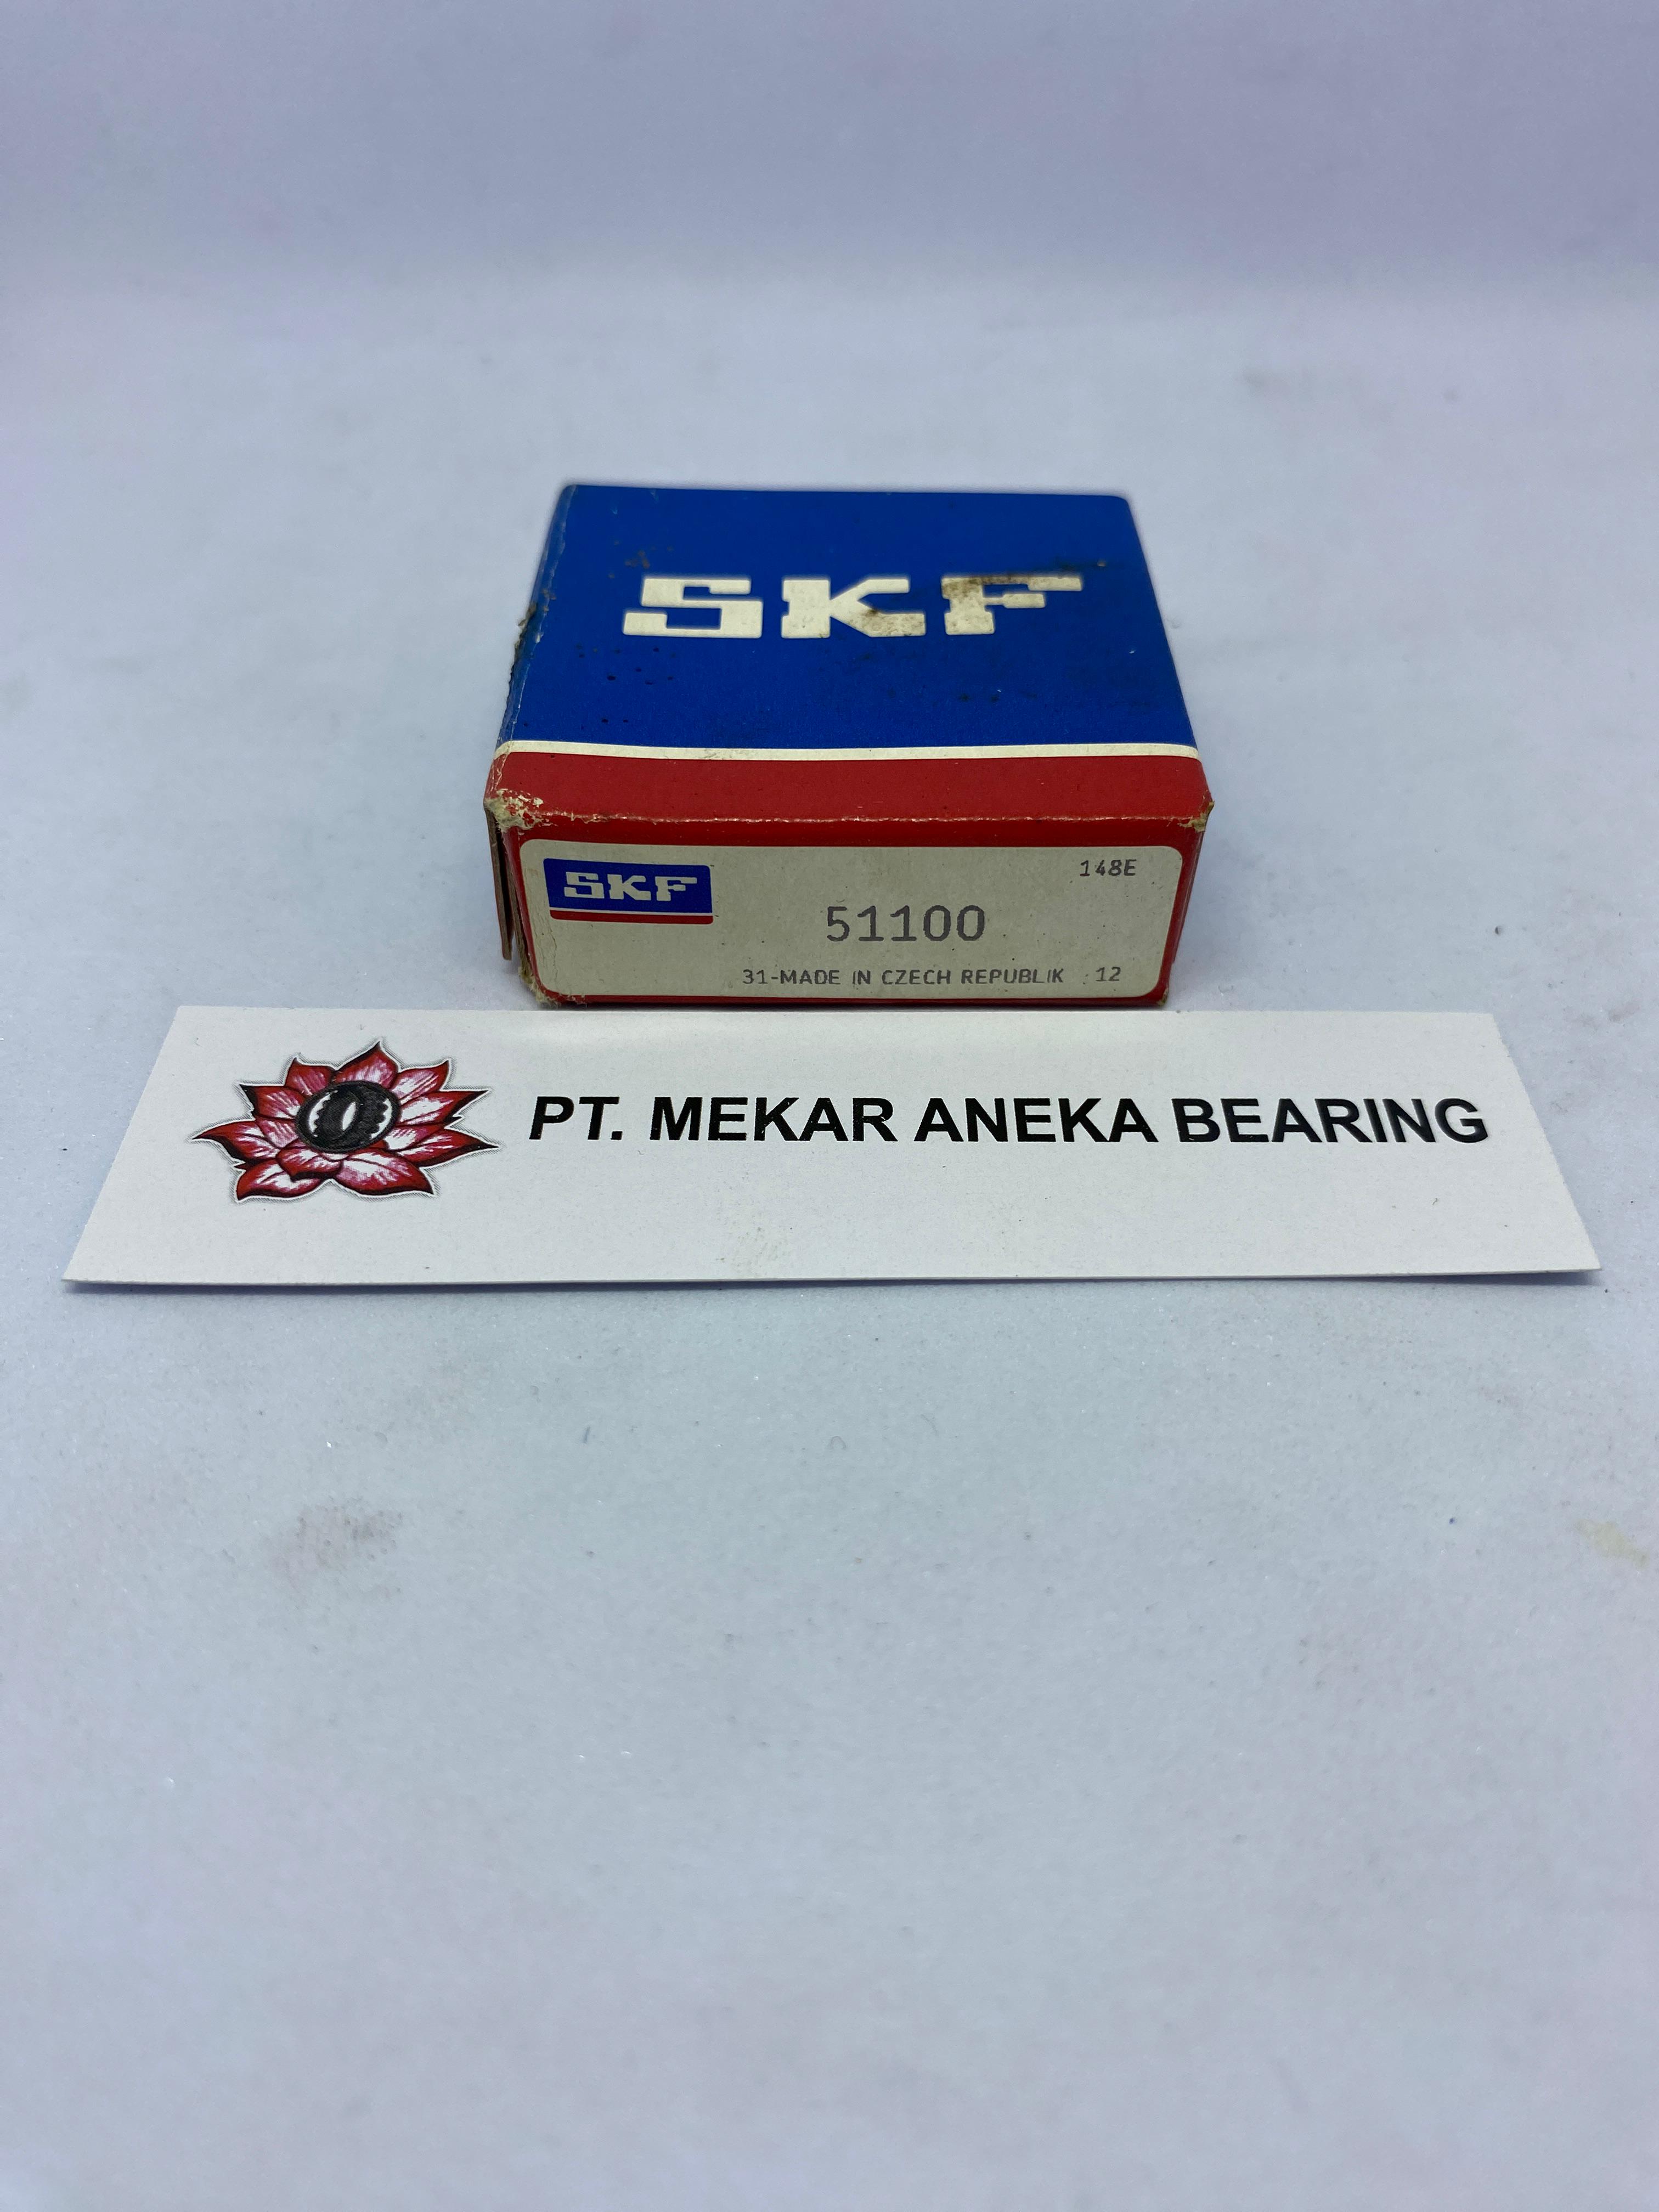 SKF
SKF
148E
51100
31-MADE IN CZECH REPUBLIK 12
PT. MEKAR ANEKA BEARING